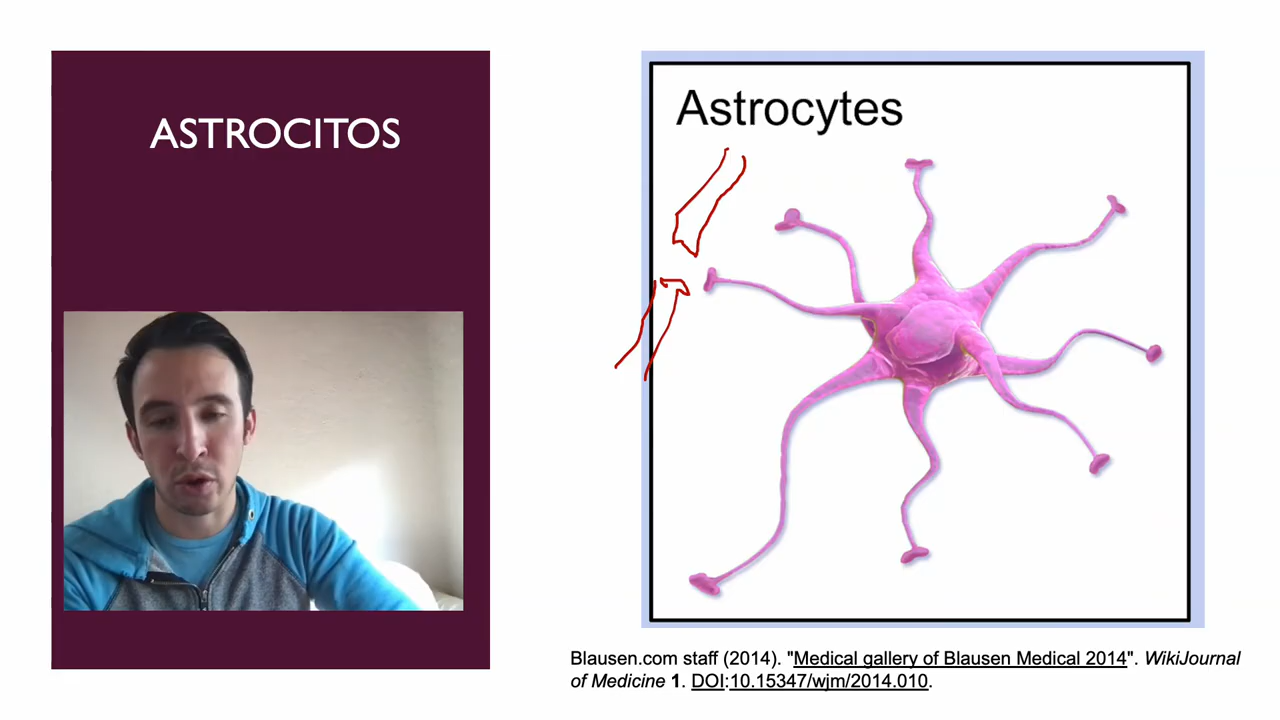 ASTROCITOS
Astrocytes
Blausen.com staff (2014). "Medical gallery of Blausen Medical 2014". WikiJournal
of Medicine 1. DOI:10.15347/wjm/2014.010.